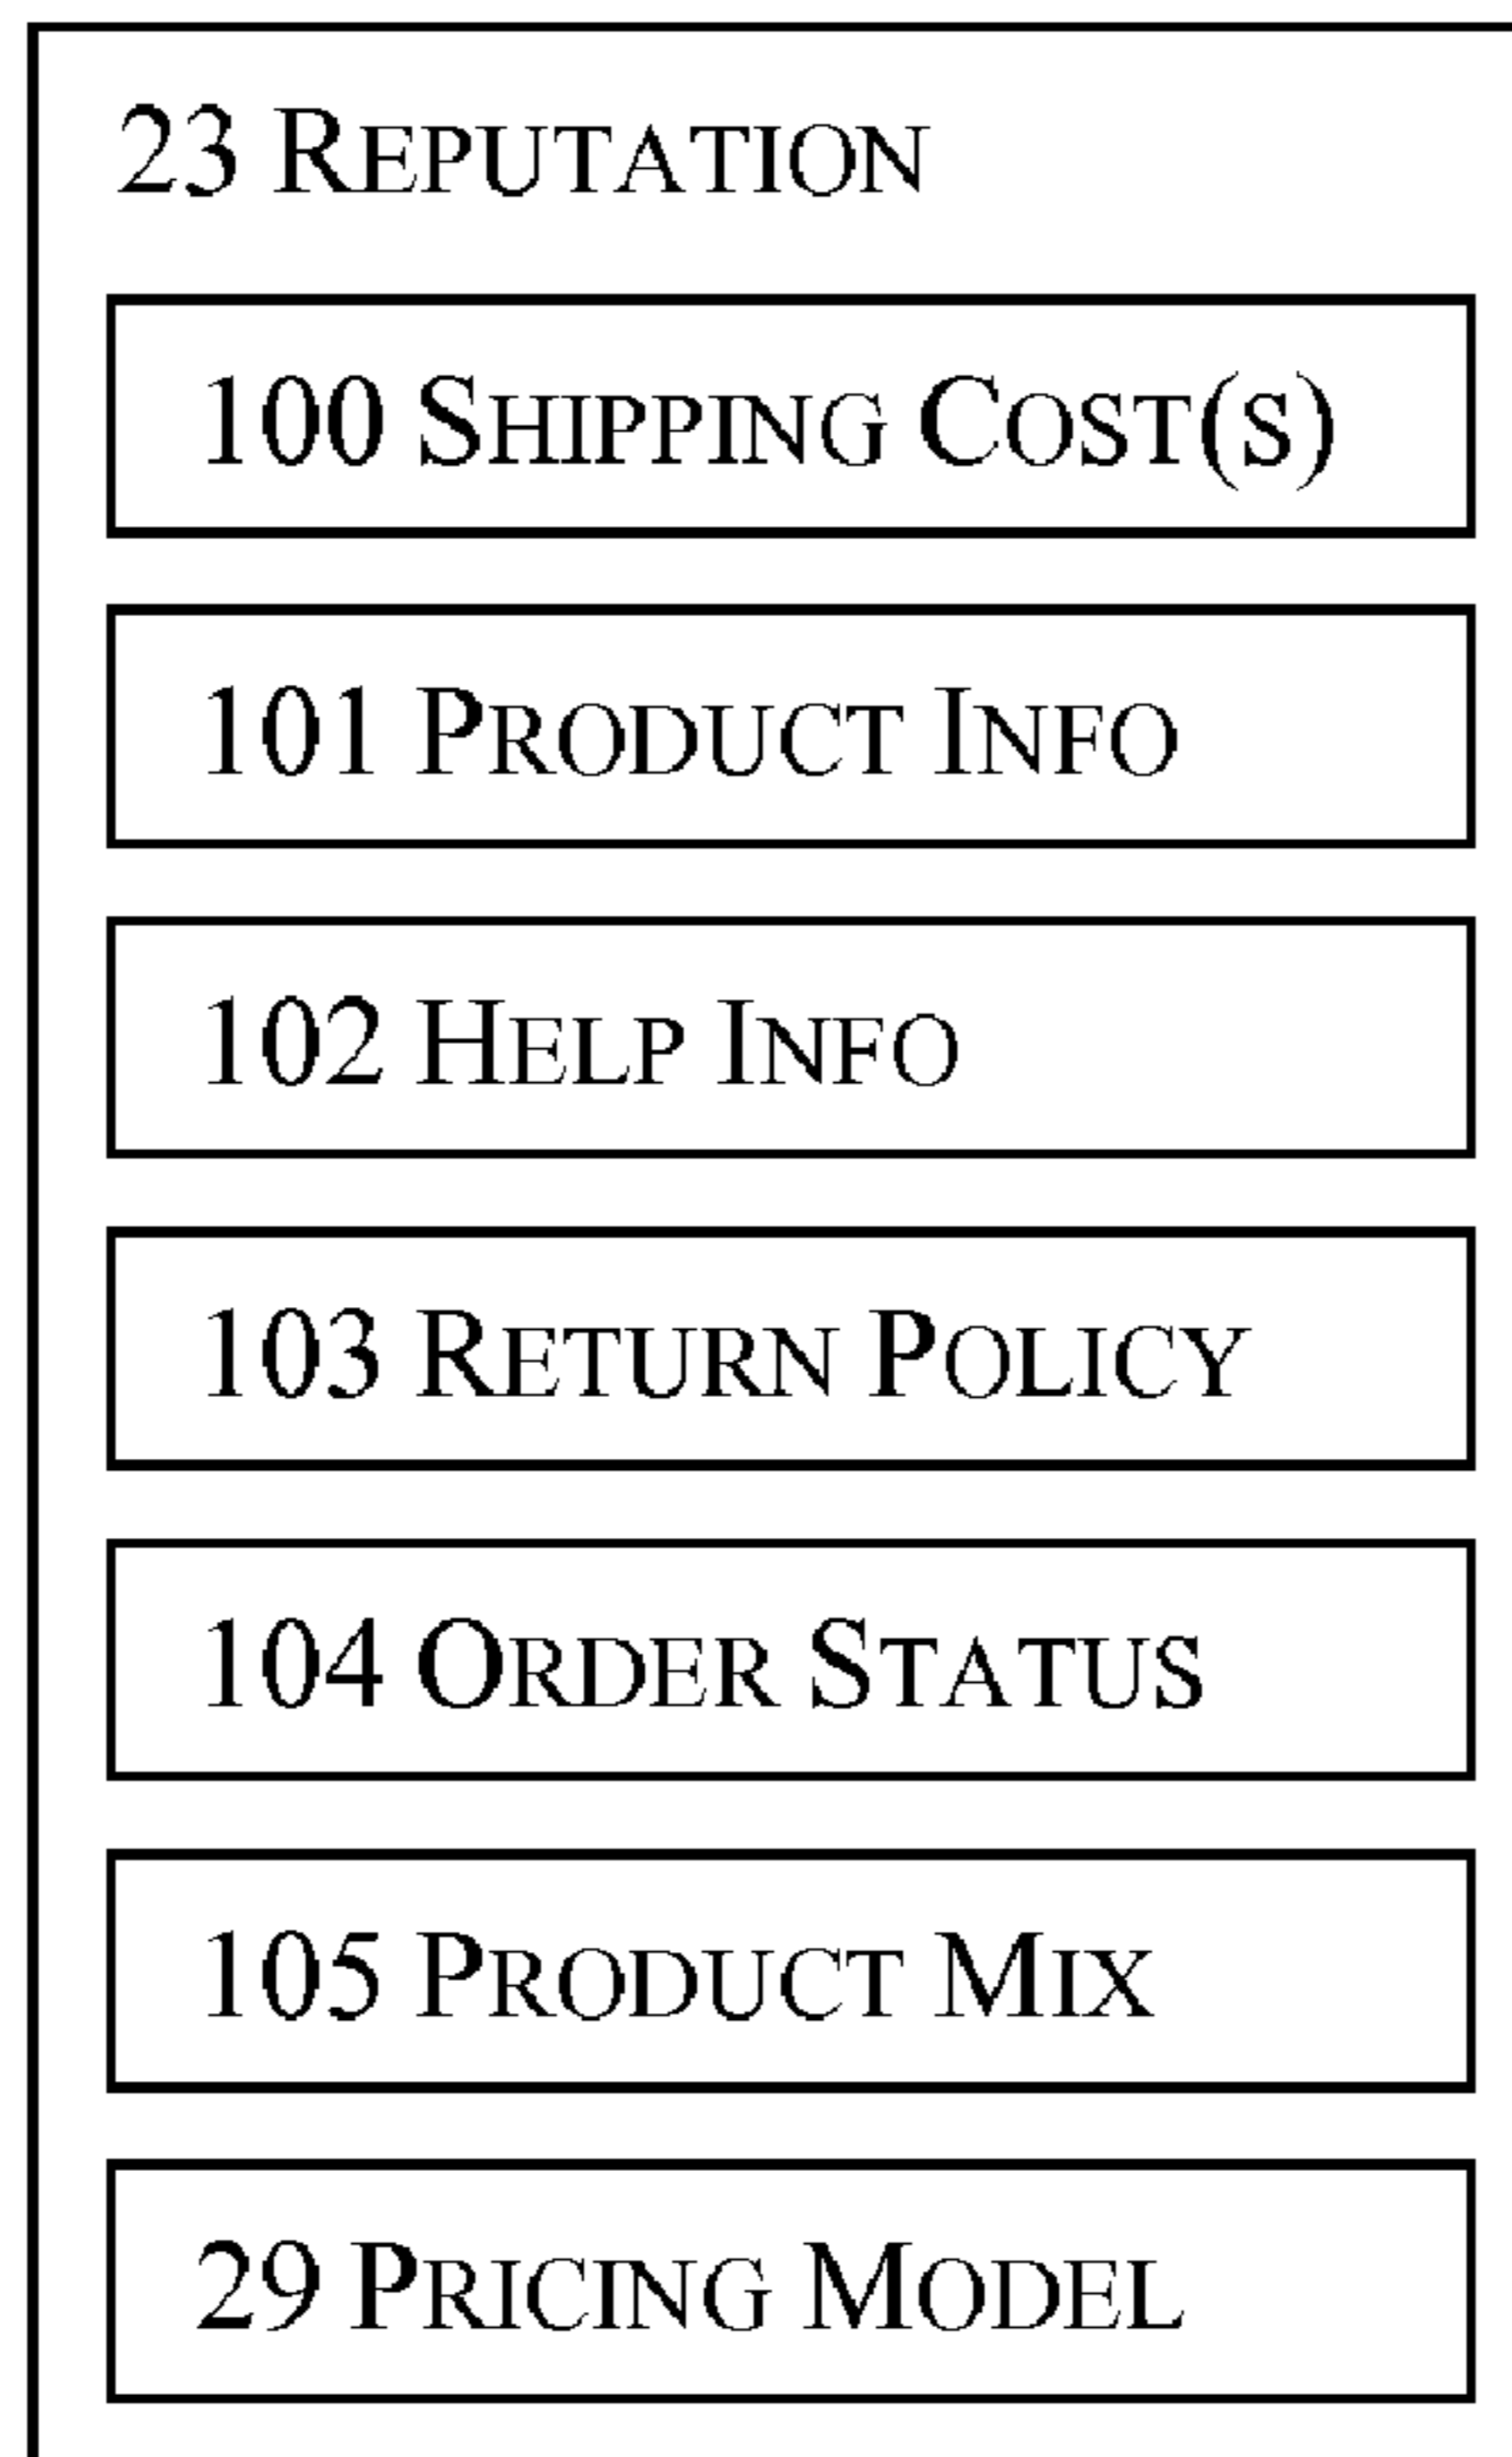 23 REPUTATION
100 SHIPPING COST(S)
101 PRODUCT INFO
102 HELP INFO
103 RETURN POLICY
104 ORDER STATUS
105 PRODUCT MIX
29 PRICING MODEL